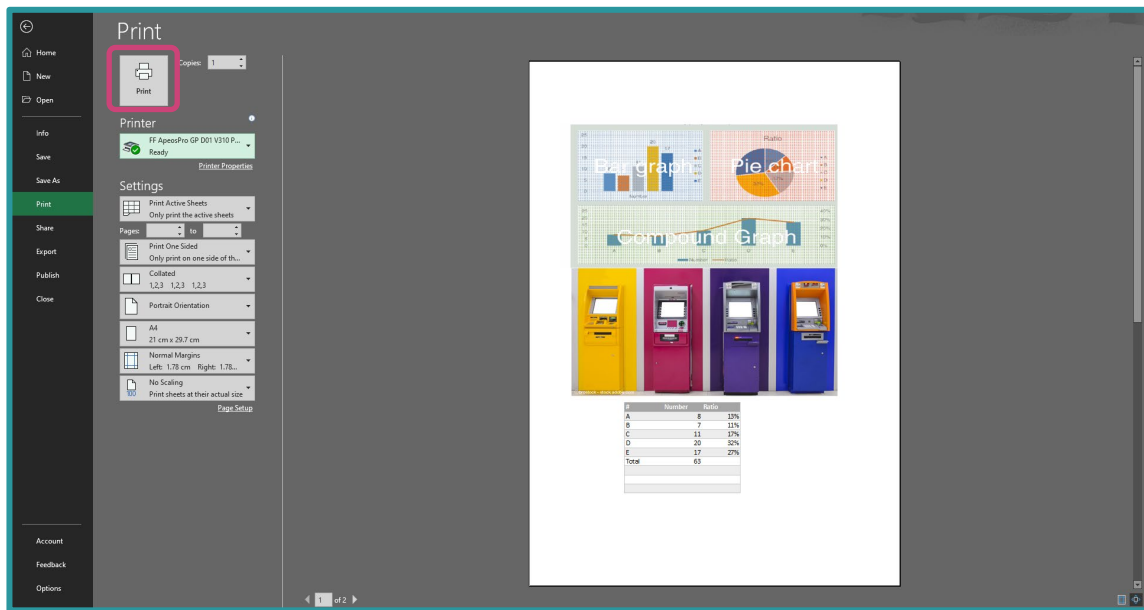 Print
Home
New
Open
Info
Save
Save As
Print
Share
Export
Publish
Close
Account
Feedback
Options
Print
Copies: 1
Printer
FF ApeosPro GP D01 V310 P...
Ready
Printer Properties
Settings
Print Active Sheets
Only print the active sheets
Pages: to
Print One Sided
Only print on one side of th...
Collated
1,2,3 1,2,3 1,2,3
Portrait Orientation
A4
21 cm x 29.7 cm
Normal Margins
Left: 1.78 cm Right: 1.78...
No Scaling
100
Print sheets at their actual size
Page Setup
Bar graph
Ratio
Pie chart
Compound Graph
# Number Ratio
A 8 13%
B 7 11%
C 11 17%
D 20 32%
E 17 27%
Total 63
1 of 2